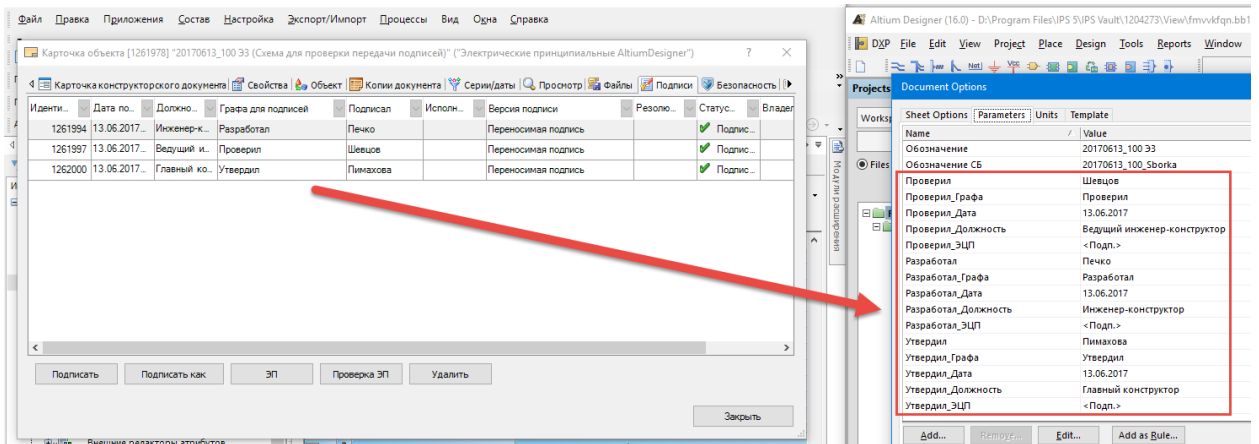 Файл Правка Приложения Состав Настройка Экспорт/Импорт Процессы Вид Окна Справка
Карточка объекта [1261978] "20170613_100 ЭЗ (Схема для проверки передачи подписей)" ("Электрические принципиальные AltiumDesigner")
Карточка конструкторского документа Свойства Объект Копии документа Серии/даты Просмотр Файлы Подписи Безопасность
Иденти... Дата по... Должно... Графа для подписей Подписал Исполн... Версия подписи Резолю... Статус... Владел
1261994 13.06.2017... Инженер-к... Разработал Печко Переносимая подпись Подпис...
1261997 13.06.2017... Ведущий и... Проверил Шевцов Переносимая подпись Подпис...
1262000 13.06.2017... Главный ко... Утвердил Пимахова Переносимая подпись Подпис...
Подписать Подписать как ЭП Проверка ЭП Удалить
Закрыть
Внешние редакторы атрибутов
Модули расширения
Altium Designer (16.0) - D:\Program Files\IPS 5\IPS Vault\1204273\View\fmvvkfqn.bb1
DXP File Edit View Project Place Design Tools Reports Window
Projects
Worksp
Files
Document Options
Sheet Options Parameters Units Template
Name Value
Обозначение 20170613_100 ЭЗ
Обозначение СБ 20170613_100_Sborka
Проверил Шевцов
Проверил_Графа Проверил
Проверил_Дата 13.06.2017
Проверил_Должность Ведущий инженер-конструктор
Проверил_ЭЦП <Подп.>
Разработал Печко
Разработал_Графа Разработал
Разработал_Дата 13.06.2017
Разработал_Должность Инженер-конструктор
Разработал_ЭЦП <Подп.>
Утвердил Пимахова
Утвердил_Графа Утвердил
Утвердил_Дата 13.06.2017
Утвердил_Должность Главный конструктор
Утвердил_ЭЦП <Подп.>
Add... Remove... Edit... Add as Rule...